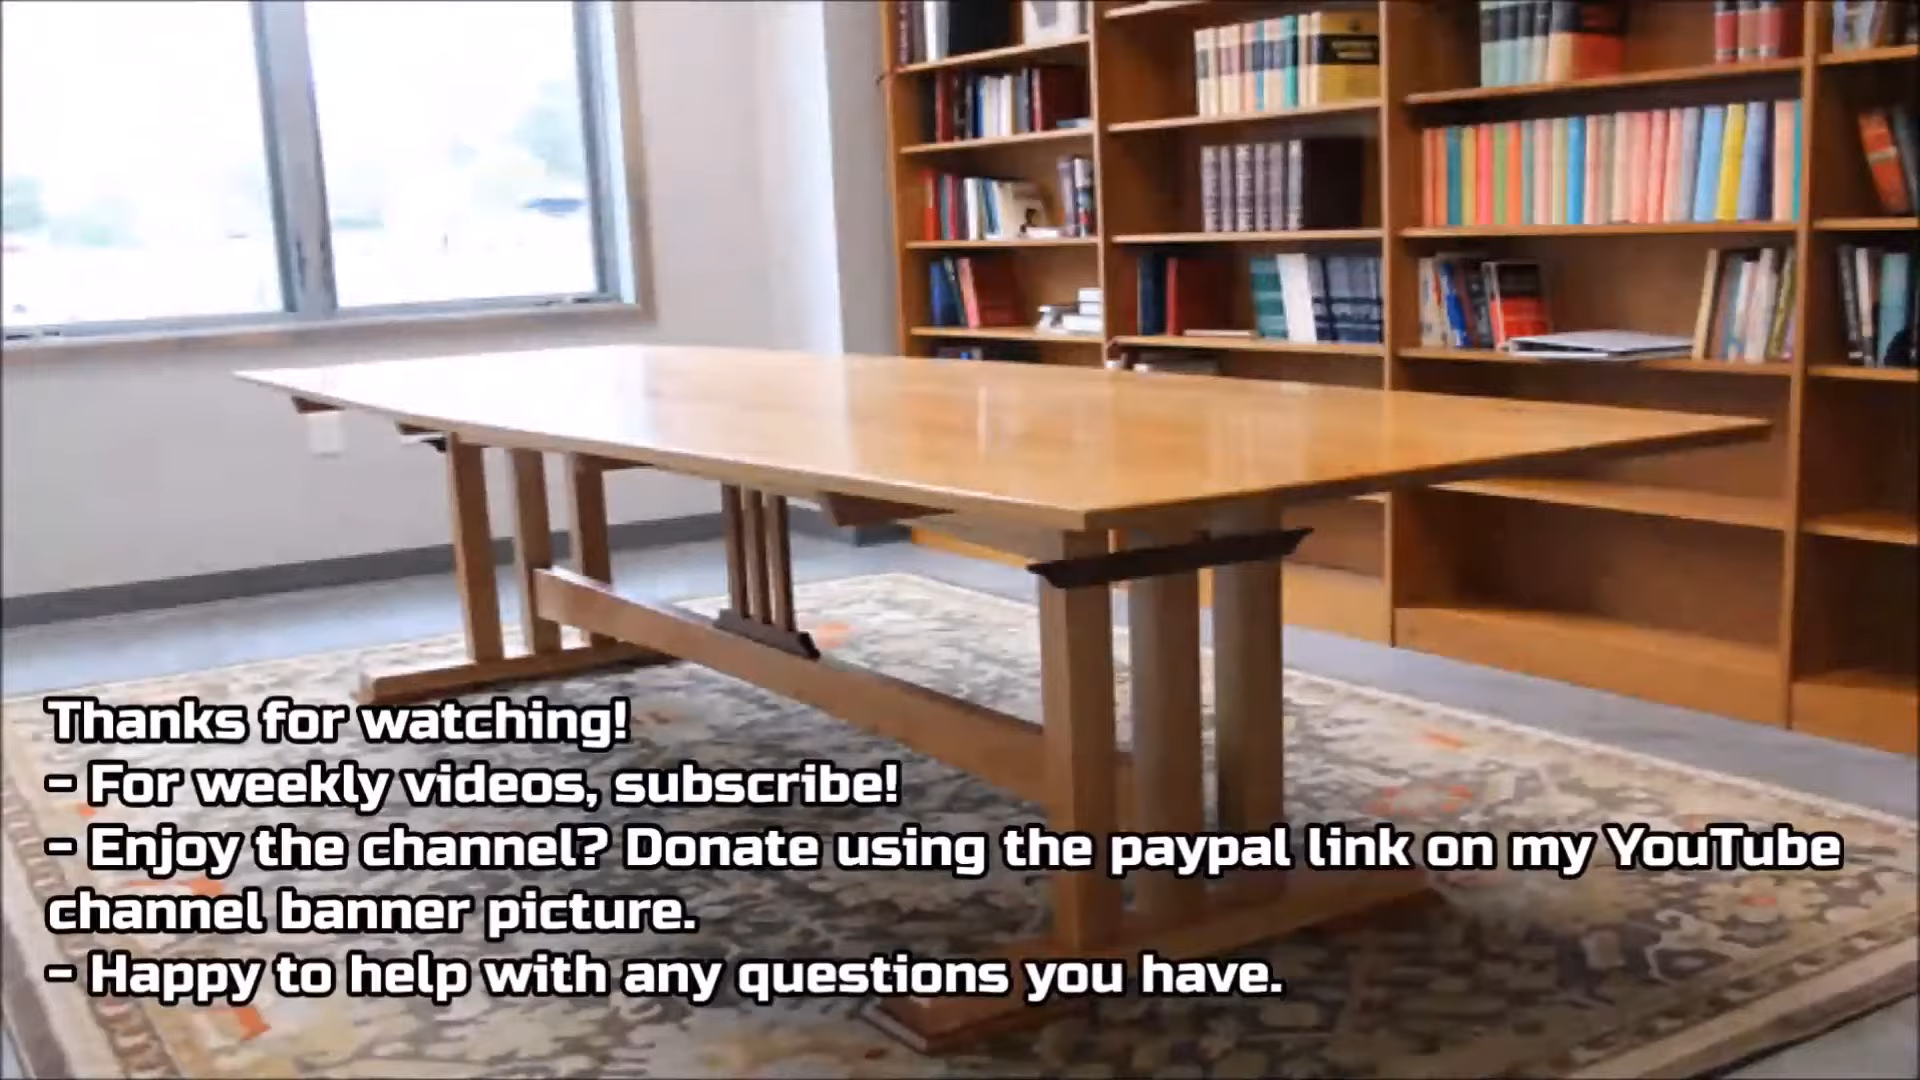 Thanks for watching!
- For weekly videos, subscribe!
- Enjoy the channel? Donate using the paypal link on my YouTube
channel banner picture.
- Happy to help with any questions you have.